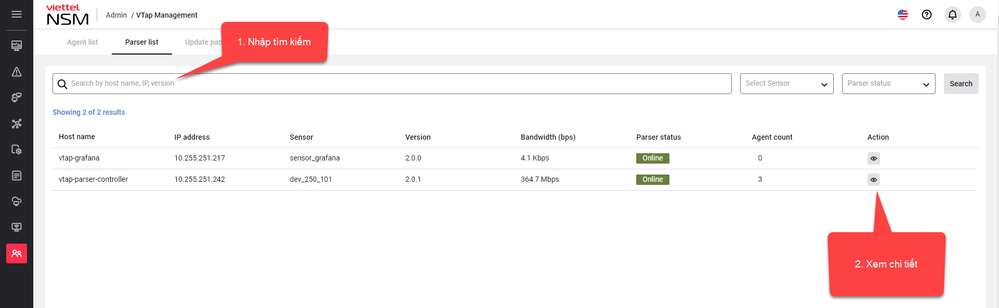 viettel
NSM
Admin / VTap Management
A
Agent list
Parser list
Update pac
1. Nhập tìm kiếm
Search by host name, IP, version
Select Sensor
Parser status
Search
Showing 2 of 2 results
Host name IP address Sensor Version Bandwidth (bps) Parser status Agent count Action
vtap-grafana 10.255.251.217 sensor_grafana 2.0.0 4.1 Kbps Online 0
vtap-parser-controller 10.255.251.242 dev_250_101 2.0.1 364.7 Mbps Online 3
2. Xem chi tiết